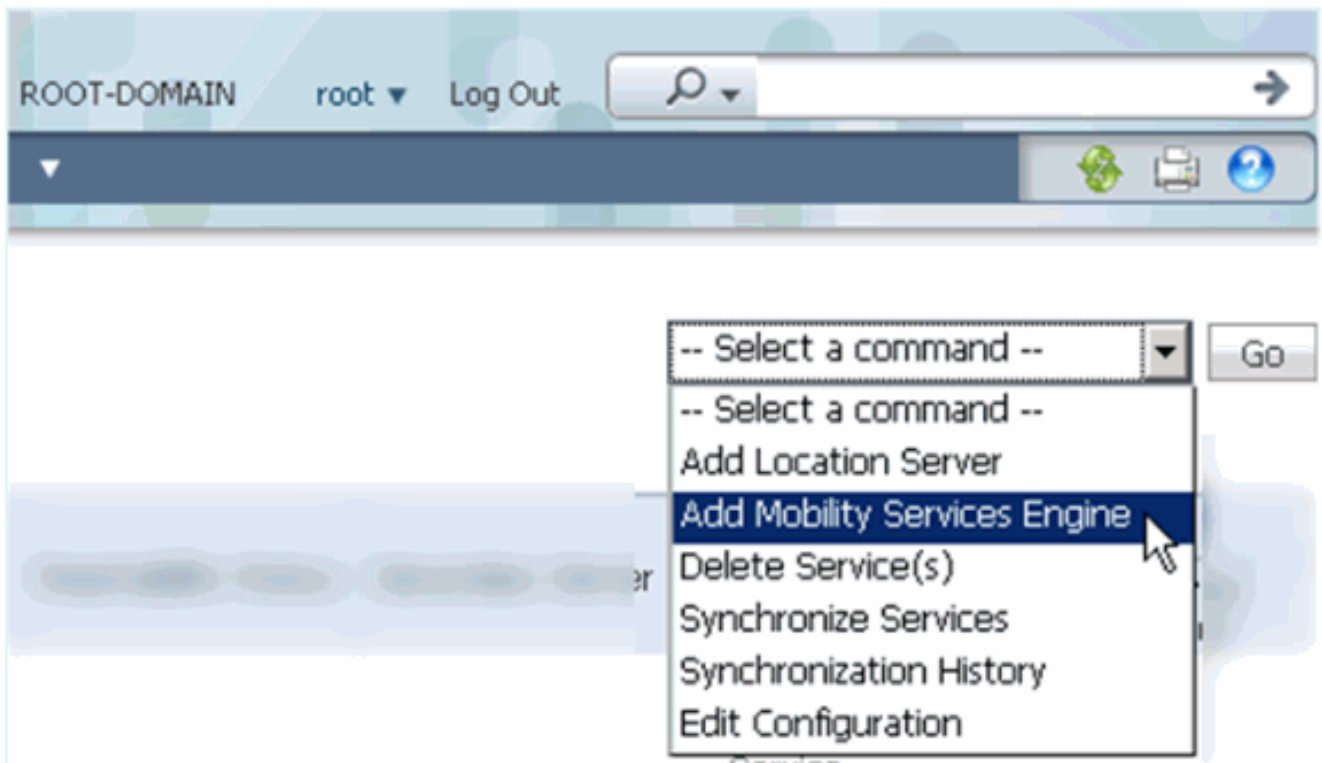 ROOT-DOMAIN root Log Out
-- Select a command -- Go
-- Select a command --
Add Location Server
Add Mobility Services Engine
Delete Service(s)
er
Synchronize Services
Synchronization History
Edit Configuration